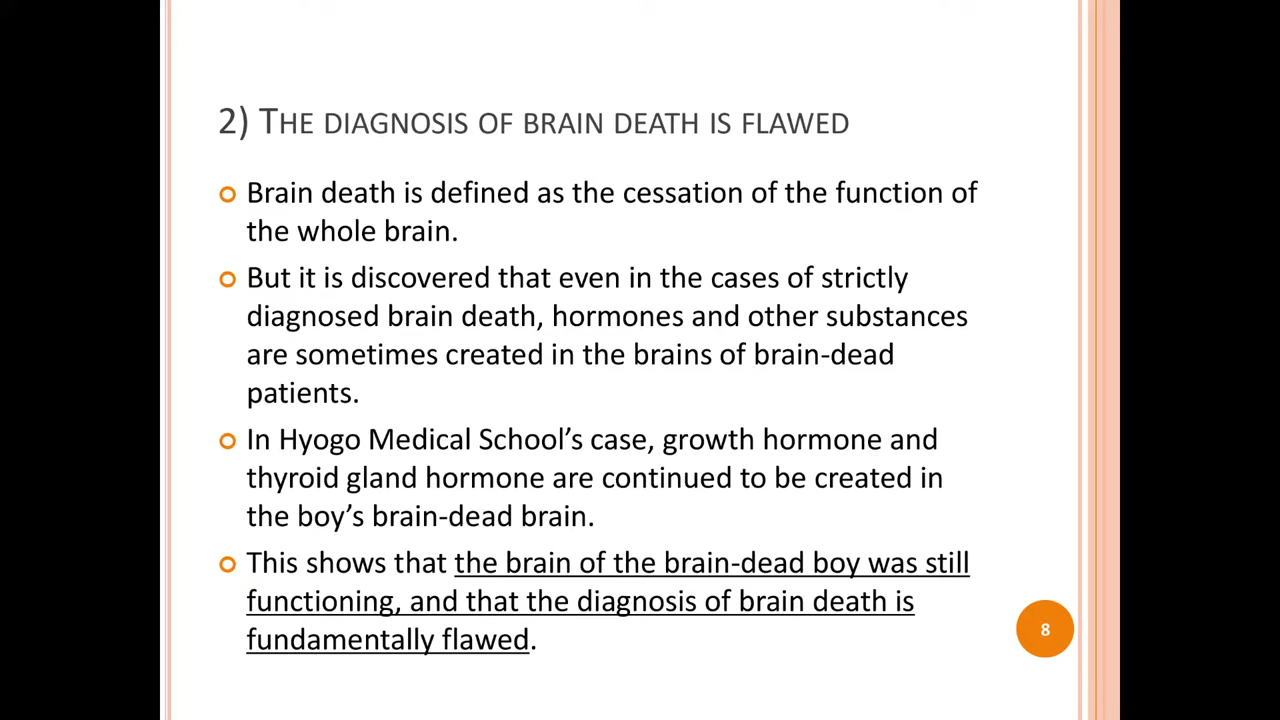 2) THE DIAGNOSIS OF BRAIN DEATH IS FLAWED
Brain death is defined as the cessation of the function of
the whole brain.
But it is discovered that even in the cases of strictly
diagnosed brain death, hormones and other substances
are sometimes created in the brains of brain-dead
patients.
In Hyogo Medical School’s case, growth hormone and
thyroid gland hormone are continued to be created in
the boy’s brain-dead brain.
This shows that the brain of the brain-dead boy was still
functioning, and that the diagnosis of brain death is
fundamentally flawed.
8